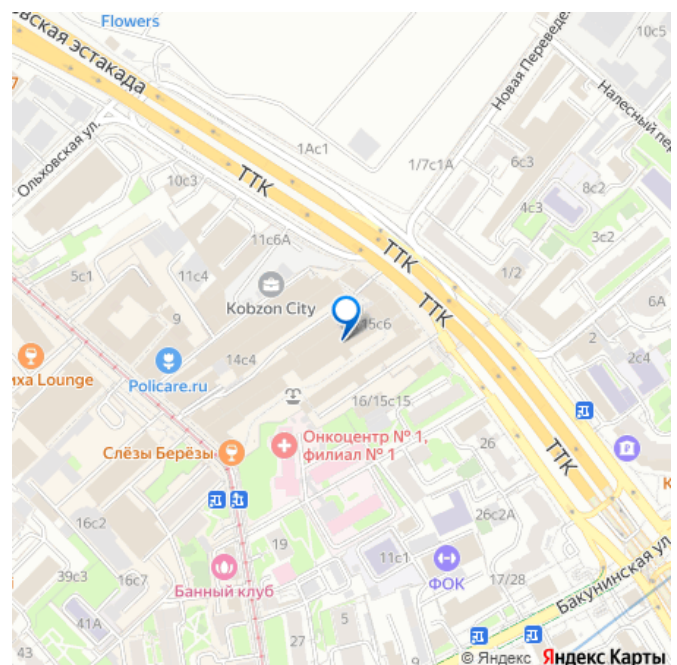 Flowers
вская эстакада
10с5
Новая Переведе
Налесный пер
7
Ольховская ул.
1Ас1
1/7с1А
6с3
ТТК
10с3
8с2
4с3
3с2
11с6А
ТТК
5с1
11с4
1/2
Kobzon City
ТТК
6А
9
15с6
2
14с4
2с4
иха Lounge
Policare.ru
16/15с15
Онкоцентр № 1,
филиал № 1
26
Слёзы Берёзы
ТТК
К
16с2
26с2А
19
11с1
39с3
16с7
Банный клуб
ФОК
17/28
Бакунинская ул
41А
5
27
43
© Яндекс Яндекс Карты